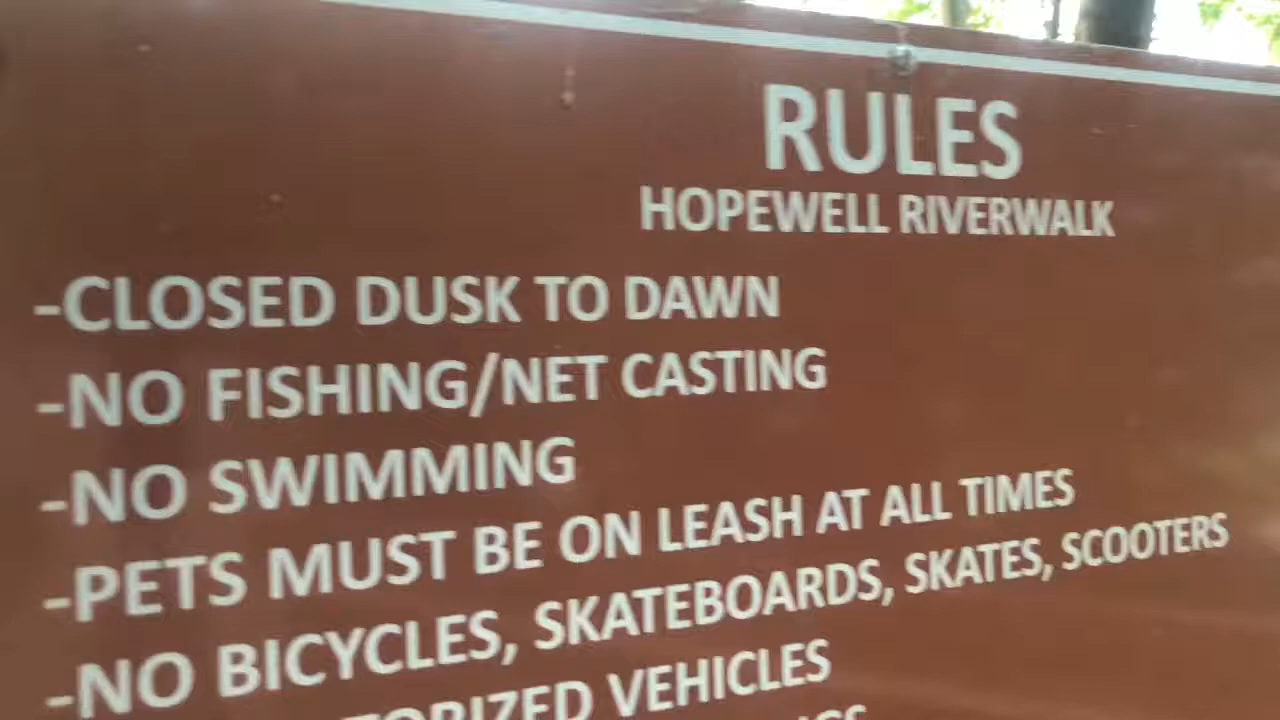 RULES
HOPEWELL RIVERWALK
-CLOSED DUSK TO DAWN
-NO FISHING/NET CASTING
-NO SWIMMING
-PETS MUST BE ON LEASH AT ALL TIMES
-NO BICYCLES, SKATEBOARDS, SKATES, SCOOTERS
VEHICLES